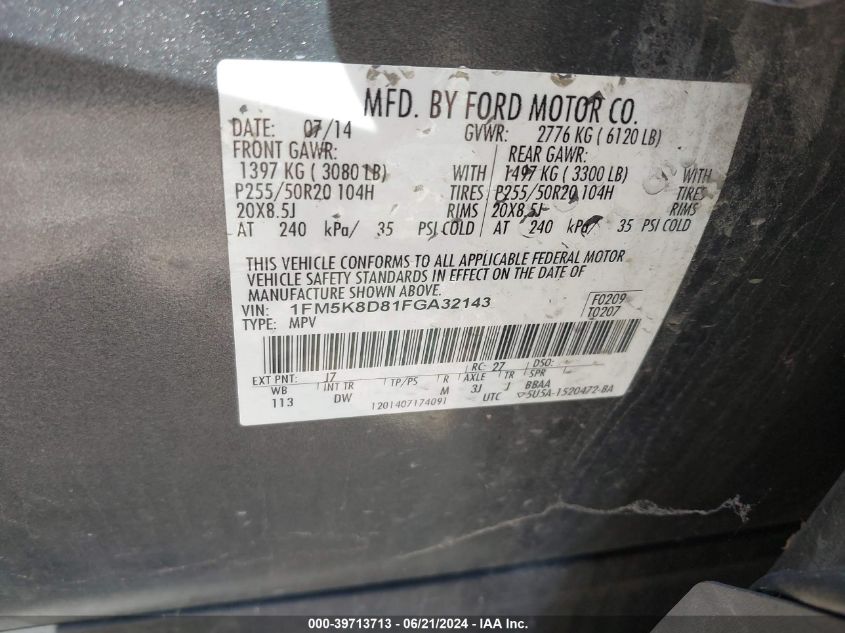 MFD. BY FORD MOTOR CO.
DATE: 07/14 GVWR: 2776 KG ( 6120 LB)
FRONT GAWR: REAR GAWR:
1397 KG ( 3080 LB) WITH 1497 KG ( 3300 LB) WITH
P255/50R20 104H TIRES P255/50R20 104H TIRES
20X8.5J RIMS 20X8.5J RIMS
AT 240 kPa/ 35 PSI COLD AT 240 kPa/ 35 PSI COLD
THIS VEHICLE CONFORMS TO ALL APPLICABLE FEDERAL MOTOR
VEHICLE SAFETY STANDARDS IN EFFECT ON THE DATE OF
MANUFACTURE SHOWN ABOVE.
VIN: 1FM5K8D81FGA32143 F0209
TYPE: MPV T0207
EXT PNT: J7 RC: 27 DSO:
WB INT TR TP/PS R AXLE TR SPR
113 DW M 3J J BBAA
1201407174091 UTC ▽5U5A-1520472-BA
000-39713713 / 06/21/2024 / IAA Inc.